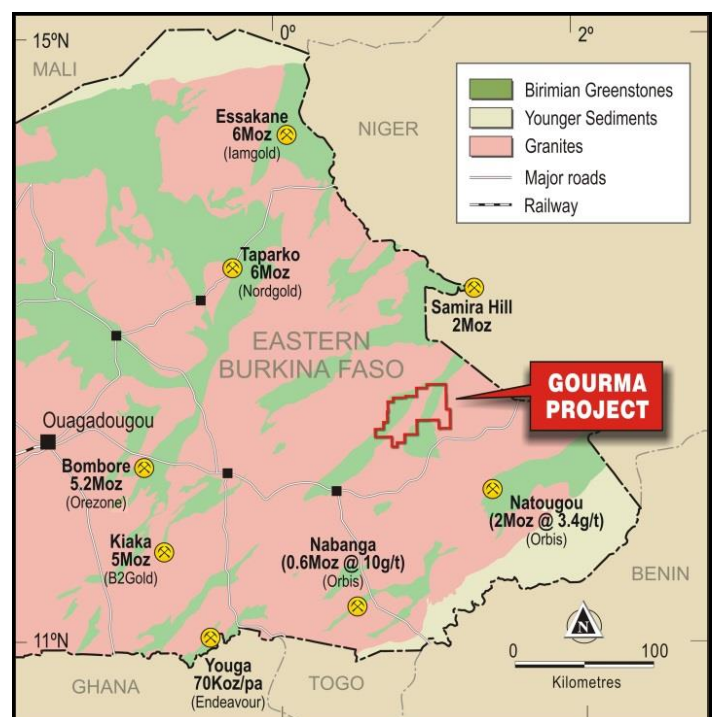 15ºN
0º
2º
MALI
Essakane
6Moz
(Iamgold)
NIGER
Birimian Greenstones
Younger Sediments
Granites
Major roads
Railway
Taparko
6Moz
(Nordgold)
Samira Hill
2Moz
EASTERN
BURKINA FASO
GOURMA
PROJECT
Ouagadougou
Bombore
5.2Moz
(Orezone)
Natougou
(2Moz @ 3.4g/t)
(Orbis)
Kiaka
5Moz
(B2Gold)
Nabanga
(0.6Moz @ 10g/t)
(Orbis)
BENIN
11ºN
Youga
70Koz/pa
(Endeavour)
GHANA
TOGO
N
0 100
Kilometres